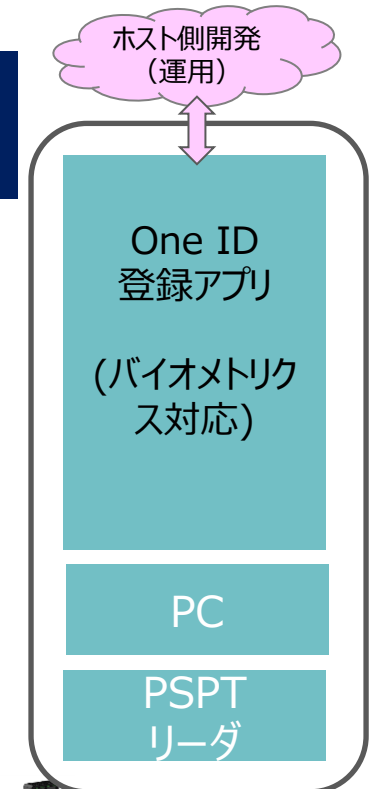 ホスト側開発
（運用）
One ID
登録アプリ
(バイオメトリク
ス対応)
PC
PSPT
リーダ